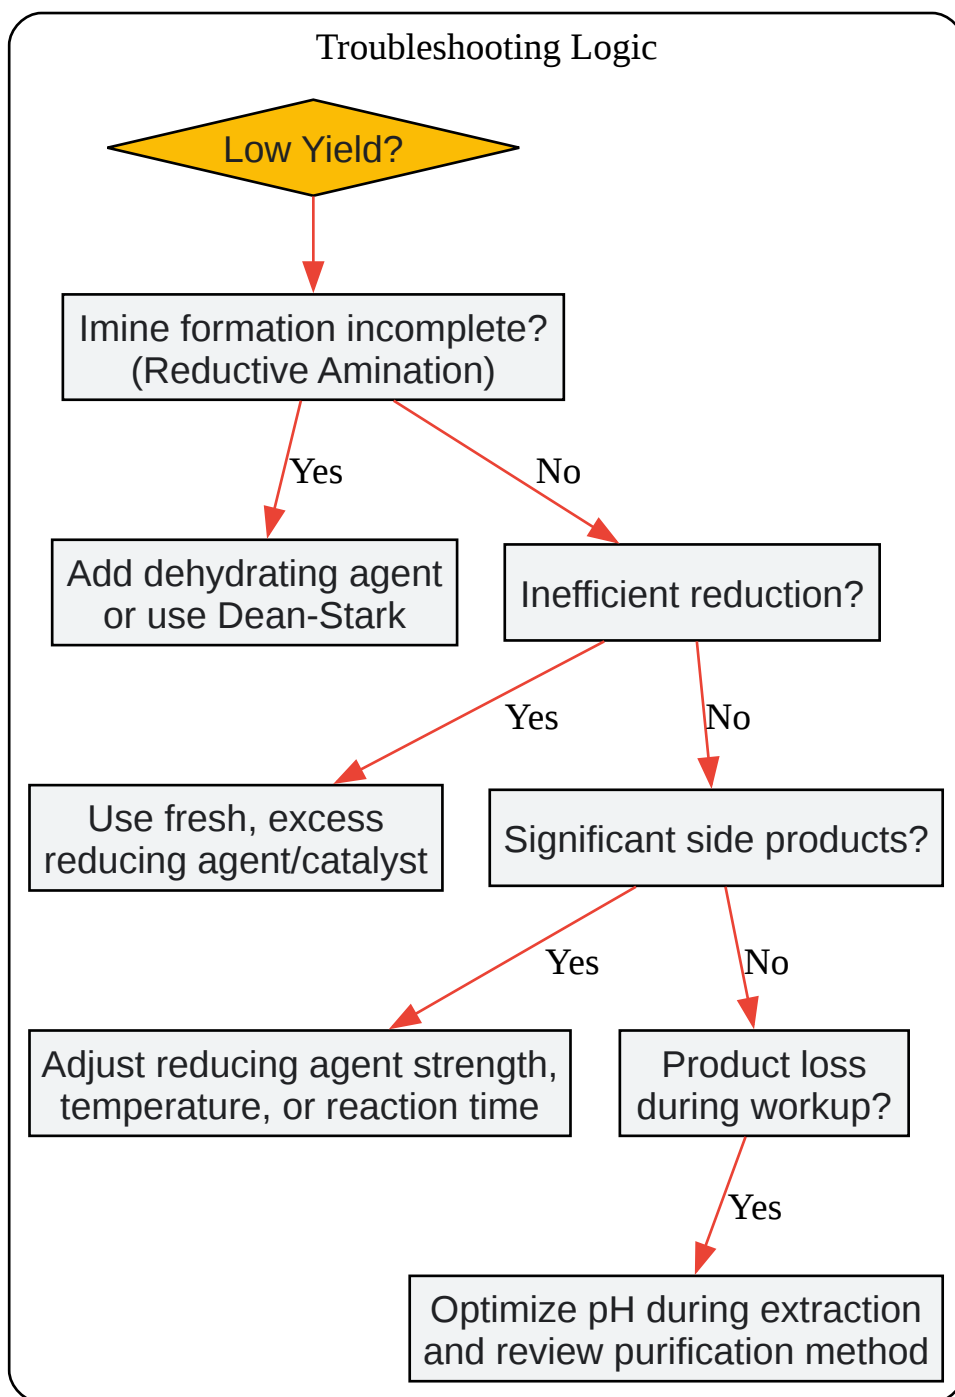 Troubleshooting Logic
Low Yield?
Imine formation incomplete?
(Reductive Amination)
Yes
No
Add dehydrating agent
or use Dean-Stark
Inefficient reduction?
Yes
No
Use fresh, excess
reducing agent/catalyst
Significant side products?
Yes
No
Adjust reducing agent strength,
temperature, or reaction time
Product loss
during workup?
Yes
Optimize pH during extraction
and review purification method